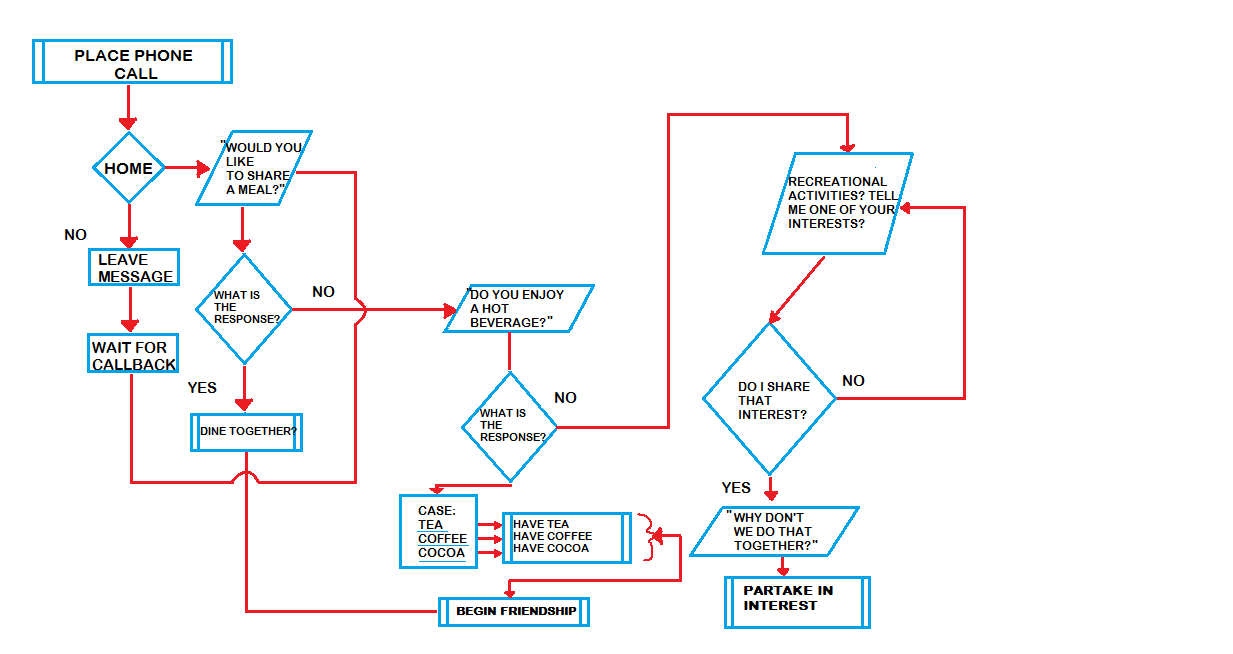 PLACE PHONE
CALL
HOME
"WOULD YOU
LIKE
TO SHARE
A MEAL?"
NO
LEAVE
MESSAGE
WAIT FOR
CALLBACK
WHAT IS
THE
RESPONSE?
NO
YES
DINE TOGETHER?
"DO YOU ENJOY
A HOT
BEVERAGE?"
WHAT IS
THE
RESPONSE?
NO
CASE:
TEA
COFFEE
COCOA
HAVE TEA
HAVE COFFEE
HAVE COCOA
BEGIN FRIENDSHIP
RECREATIONAL
ACTIVITIES? TELL
ME ONE OF YOUR
INTERESTS?
DO I SHARE
THAT
INTEREST?
NO
YES
"WHY DON'T
WE DO THAT
TOGETHER?"
PARTAKE IN
INTEREST